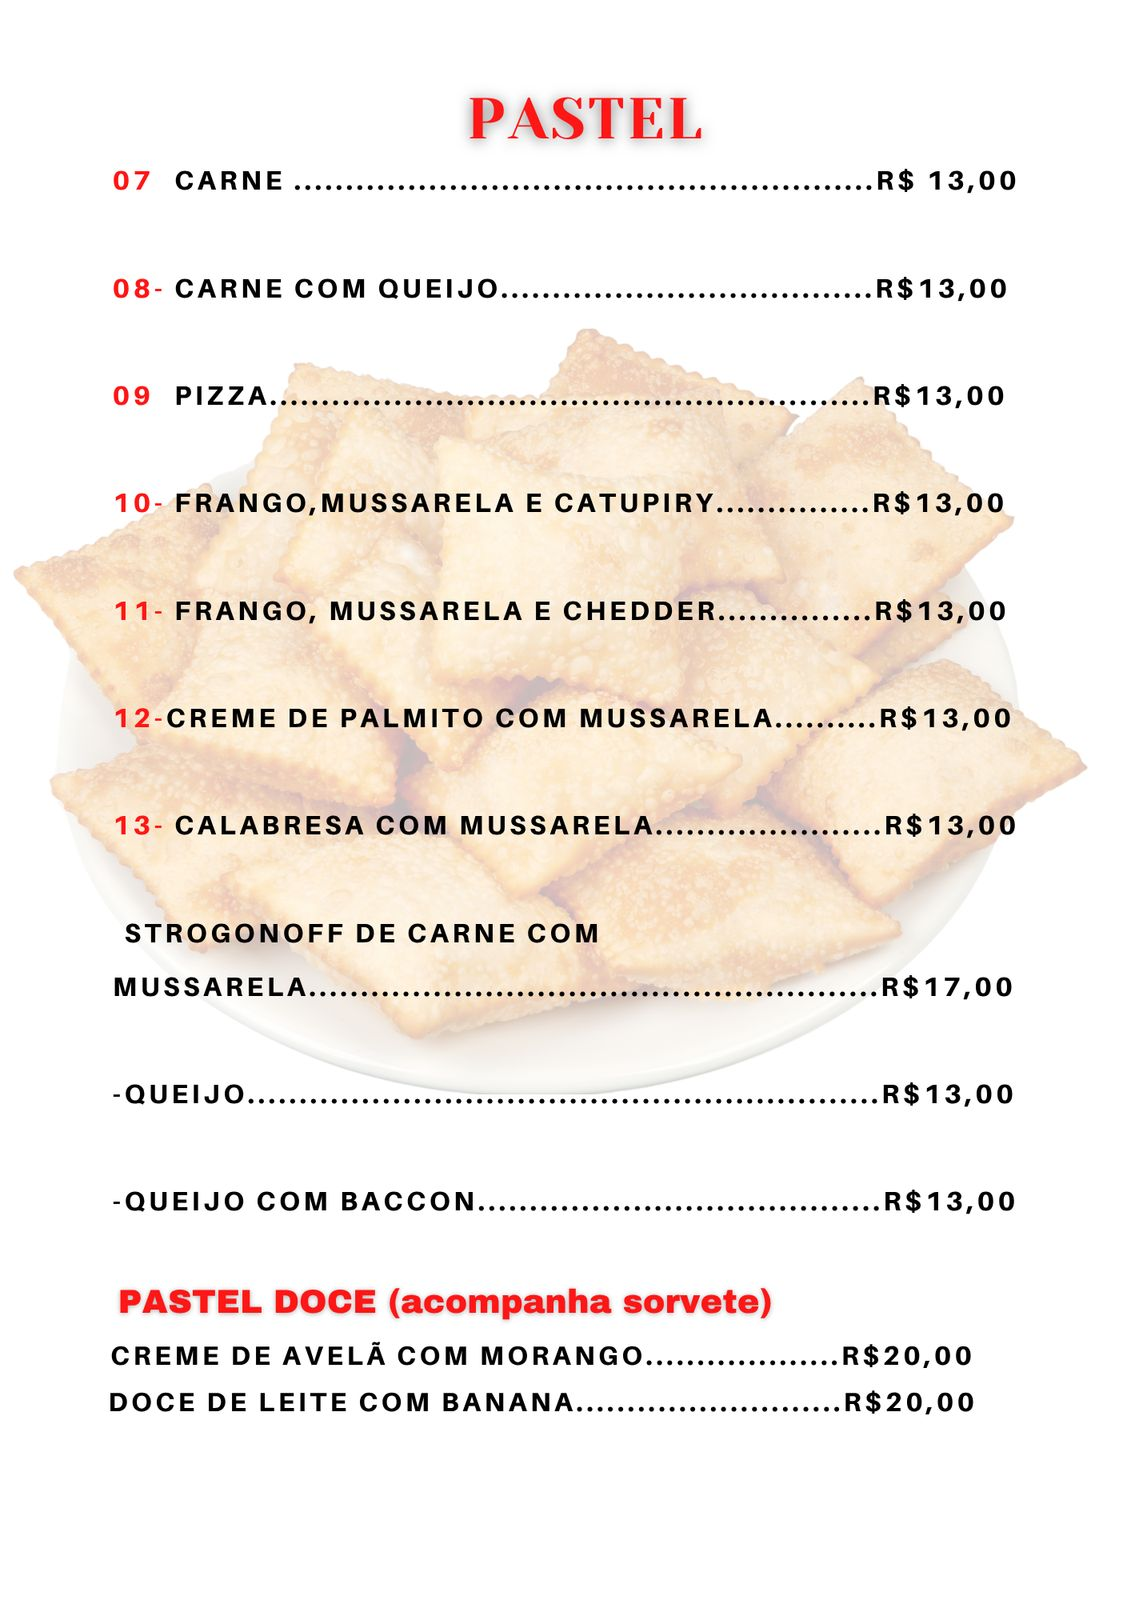 PASTEL
07 CARNE ........................................................R$ 13,00
08- CARNE COM QUEIJO....................................R$13,00
09 PIZZA..........................................................R$13,00
10- FRANGO,MUSSARELA E CATUPIRY...............R$13,00
11- FRANGO, MUSSARELA E CHEDDER...............R$13,00
12-CREME DE PALMITO COM MUSSARELA..........R$13,00
13- CALABRESA COM MUSSARELA......................R$13,00
STROGONOFF DE CARNE COM
MUSSARELA.......................................................R$17,00
-QUEIJO.............................................................R$13,00
-QUEIJO COM BACCON.......................................R$13,00
PASTEL DOCE (acompanha sorvete)
CREME DE AVELÃ COM MORANGO...................R$20,00
DOCE DE LEITE COM BANANA..........................R$20,00